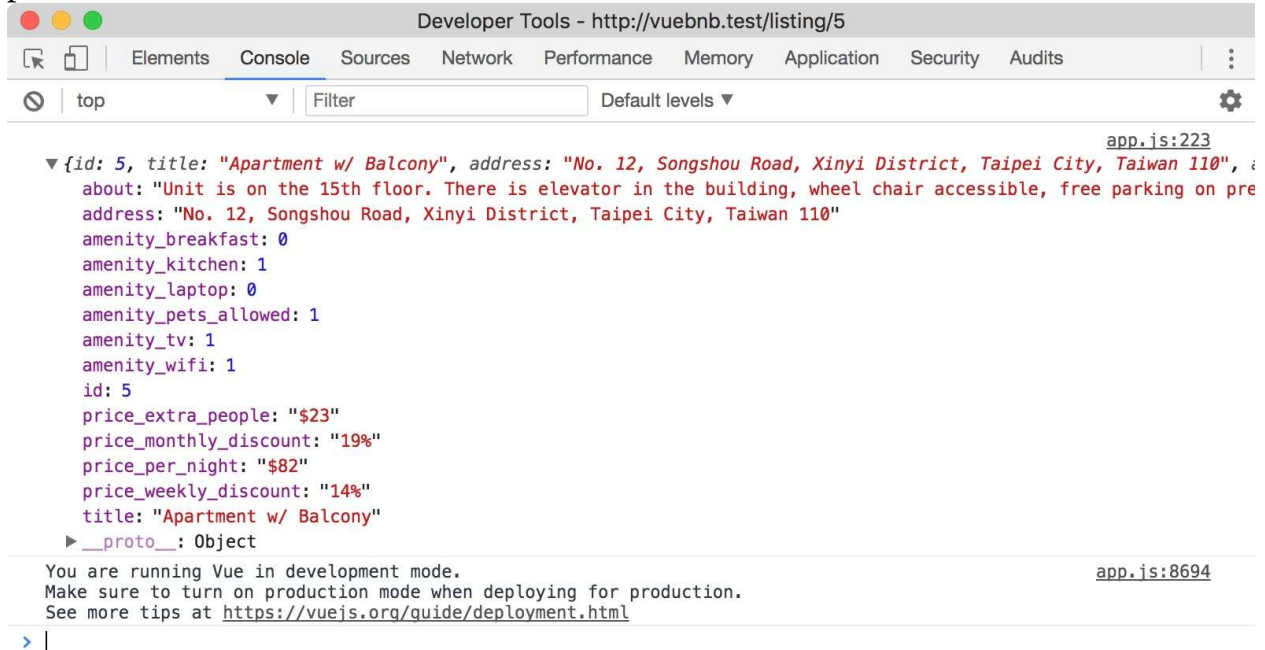 Developer Tools - http://vuebnb.test/listing/5
Elements Console Sources Network Performance Memory Application Security Audits
top Filter Default levels
app.js:223
{id: 5, title: "Apartment w/ Balcony", address: "No. 12, Songshou Road, Xinyi District, Taipei City, Taiwan 110",
about: "Unit is on the 15th floor. There is elevator in the building, wheel chair accessible, free parking on pre
address: "No. 12, Songshou Road, Xinyi District, Taipei City, Taiwan 110"
amenity_breakfast: 0
amenity_kitchen: 1
amenity_laptop: 0
amenity_pets_allowed: 1
amenity_tv: 1
amenity_wifi: 1
id: 5
price_extra_people: "$23"
price_monthly_discount: "19%"
price_per_night: "$82"
price_weekly_discount: "14%"
title: "Apartment w/ Balcony"
__proto__: Object
You are running Vue in development mode. app.js:8694
Make sure to turn on production mode when deploying for production.
See more tips at https://vuejs.org/guide/deployment.html
>